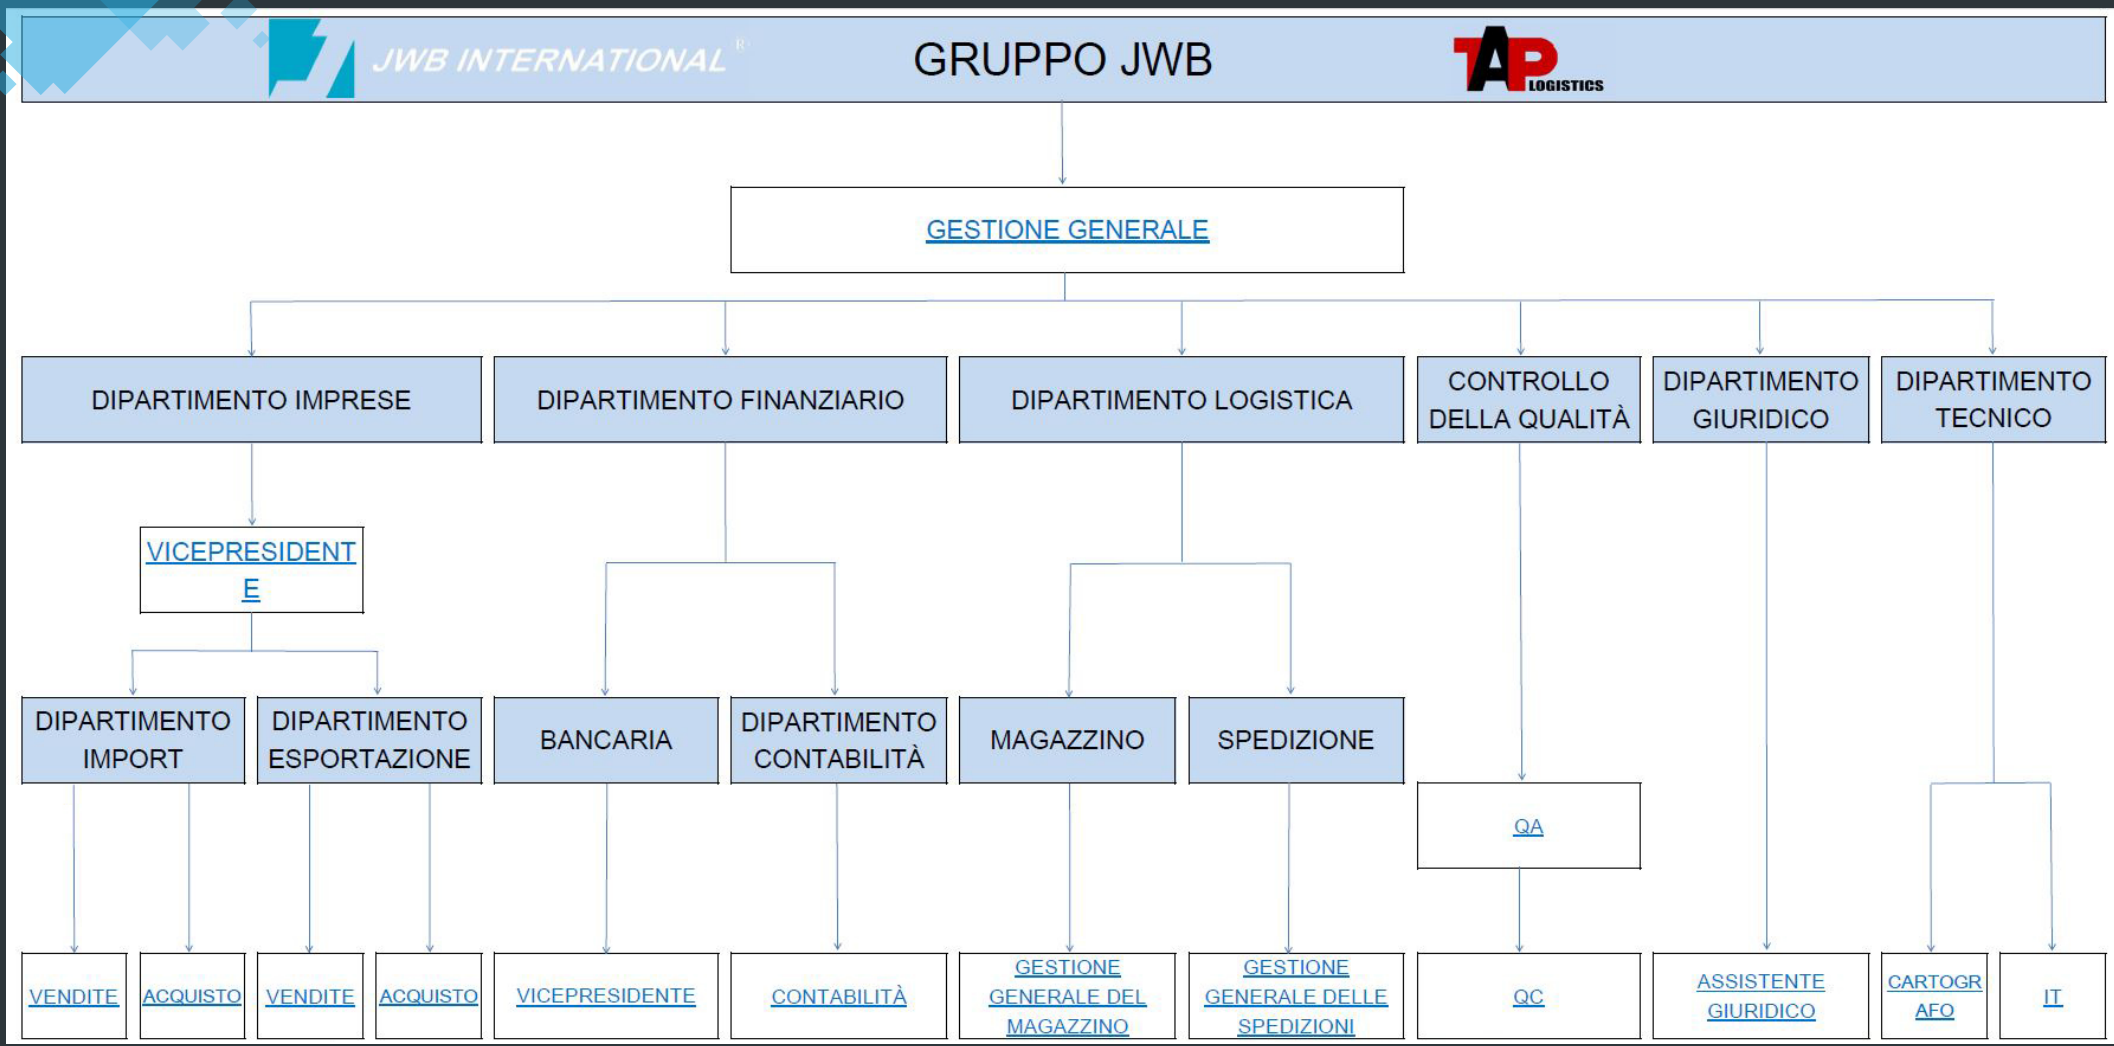 JWB INTERNATIONAL®
GRUPPO JWB
TAP
LOGISTICS
GESTIONE GENERALE
DIPARTIMENTO IMPRESE
DIPARTIMENTO FINANZIARIO
DIPARTIMENTO LOGISTICA
CONTROLLO
DELLA QUALITÀ
DIPARTIMENTO
GIURIDICO
DIPARTIMENTO
TECNICO
VICEPRESIDENT
E
DIPARTIMENTO
IMPORT
DIPARTIMENTO
ESPORTAZIONE
BANCARIA
DIPARTIMENTO
CONTABILITÀ
MAGAZZINO
SPEDIZIONE
QA
VENDITE
ACQUISTO
VENDITE
ACQUISTO
VICEPRESIDENTE
CONTABILITÀ
GESTIONE
GENERALE DEL
MAGAZZINO
GESTIONE
GENERALE DELLE
SPEDIZIONI
QC
ASSISTENTE
GIURIDICO
CARTOGR
AFO
IT